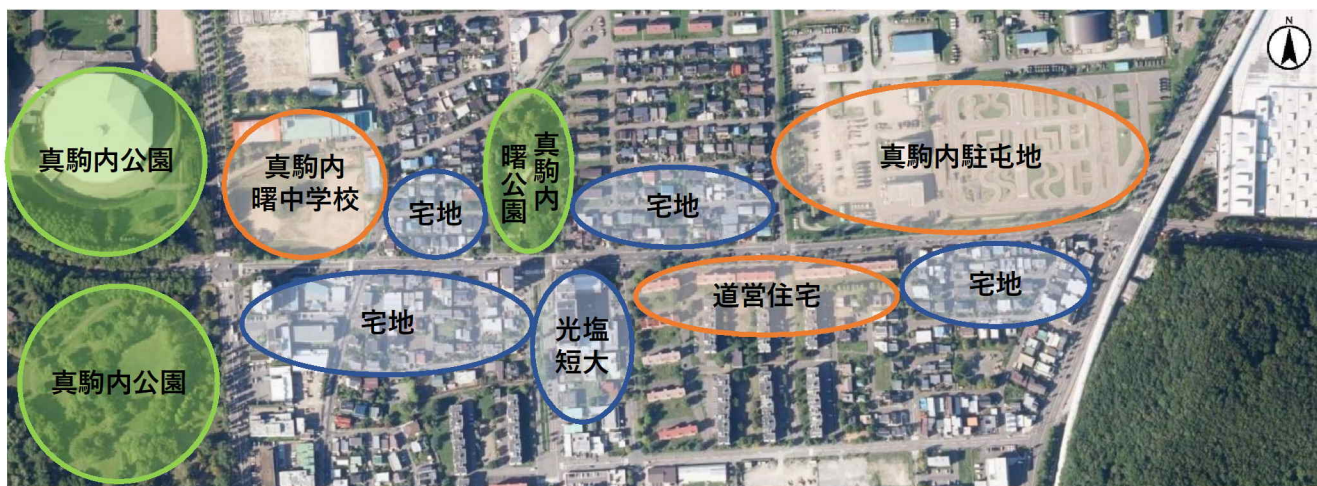 N
真駒内公園
真駒内
曙中学校
宅地
真駒内
曙公園
宅地
真駒内駐屯地
宅地
光塩
短大
道営住宅
宅地
真駒内公園